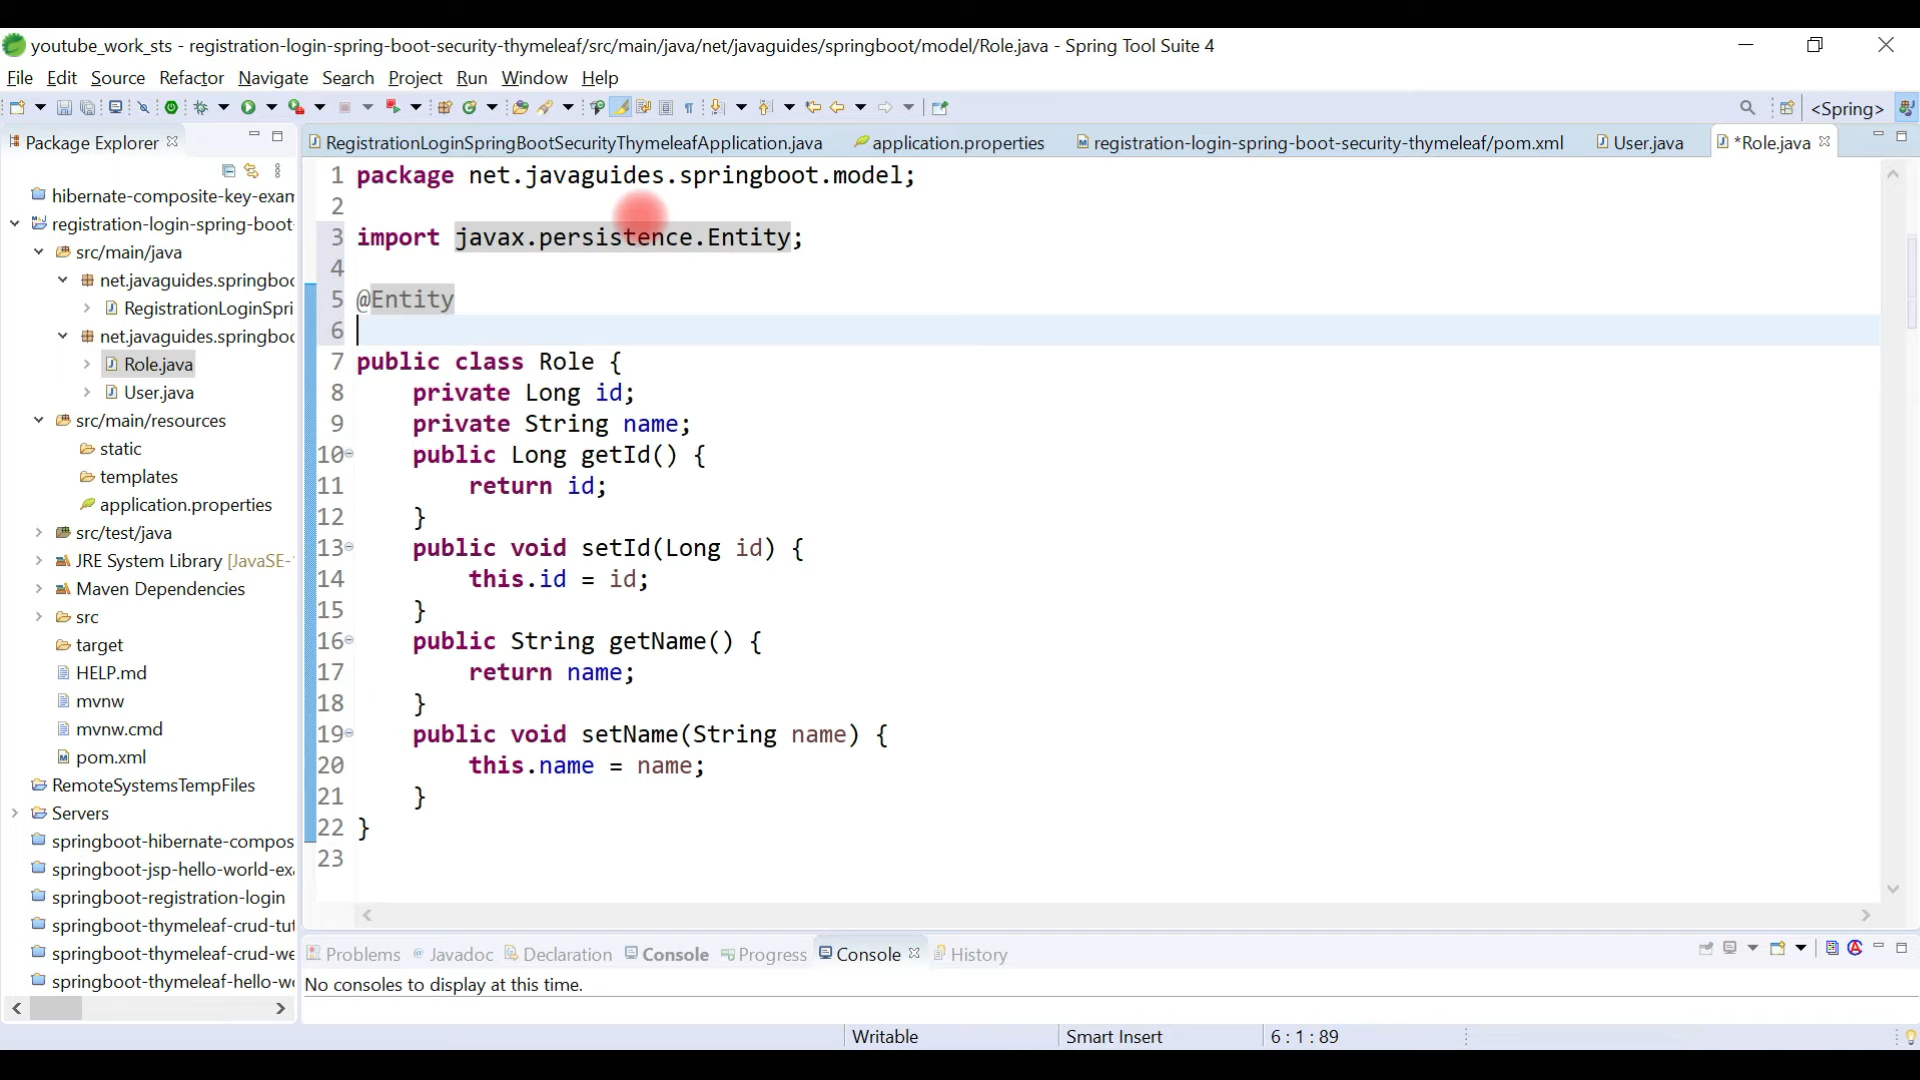 youtube_work_sts - registration-login-spring-boot-security-thymeleaf/src/main/java/net/javaguides/springboot/model/Role.java - Spring Tool Suite 4
File Edit Source Refactor Navigate Search Project Run Window Help
<Spring>
Package Explorer
RegistrationLoginSpringBootSecurityThymeleafApplication.java application.properties registration-login-spring-boot-security-thymeleaf/pom.xml User.java *Role.java
hibernate-composite-key-exam
registration-login-spring-boot-
src/main/java
net.javaguides.springboo
RegistrationLoginSpri
net.javaguides.springboo
Role.java
User.java
src/main/resources
static
templates
application.properties
src/test/java
JRE System Library [JavaSE-
Maven Dependencies
src
target
HELP.md
mvnw
mvnw.cmd
pom.xml
RemoteSystemsTempFiles
Servers
springboot-hibernate-compos
springboot-jsp-hello-world-exa
springboot-registration-login
springboot-thymeleaf-crud-tut
springboot-thymeleaf-crud-we
springboot-thymeleaf-hello-wo
1 package net.javaguides.springboot.model;
2
3 import javax.persistence.Entity;
4
5 @Entity
6
7 public class Role {
8 private Long id;
9 private String name;
10 public Long getId() {
11 return id;
12 }
13 public void setId(Long id) {
14 this.id = id;
15 }
16 public String getName() {
17 return name;
18 }
19 public void setName(String name) {
20 this.name = name;
21 }
22 }
23
Problems Javadoc Declaration Console Progress Console History
No consoles to display at this time.
Writable Smart Insert 6 : 1 : 89